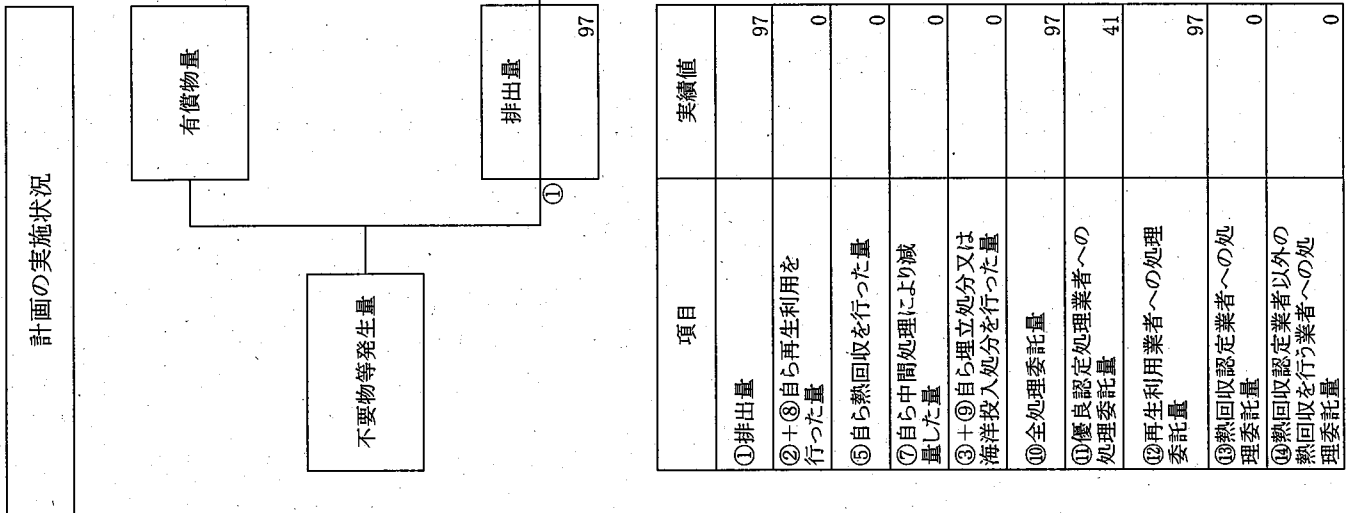 計画の実施状況
有償物量
不要物等発生量
排出量
①
97
項目
実績値
①排出量
97
②+⑧自ら再生利用を
行った量
0
⑤自ら熱回収を行った量
0
⑦自ら中間処理により減
量した量
0
③+⑨自ら埋立処分又は
海洋投入処分を行った量
0
⑩全処理委託量
97
⑪優良認定処理業者への
処理委託量
41
⑫再生利用業者への処理
委託量
97
⑬熱回収認定業者への処
理委託量
0
⑭熱回収認定業者以外の
熱回収を行う業者への処
理委託量
0